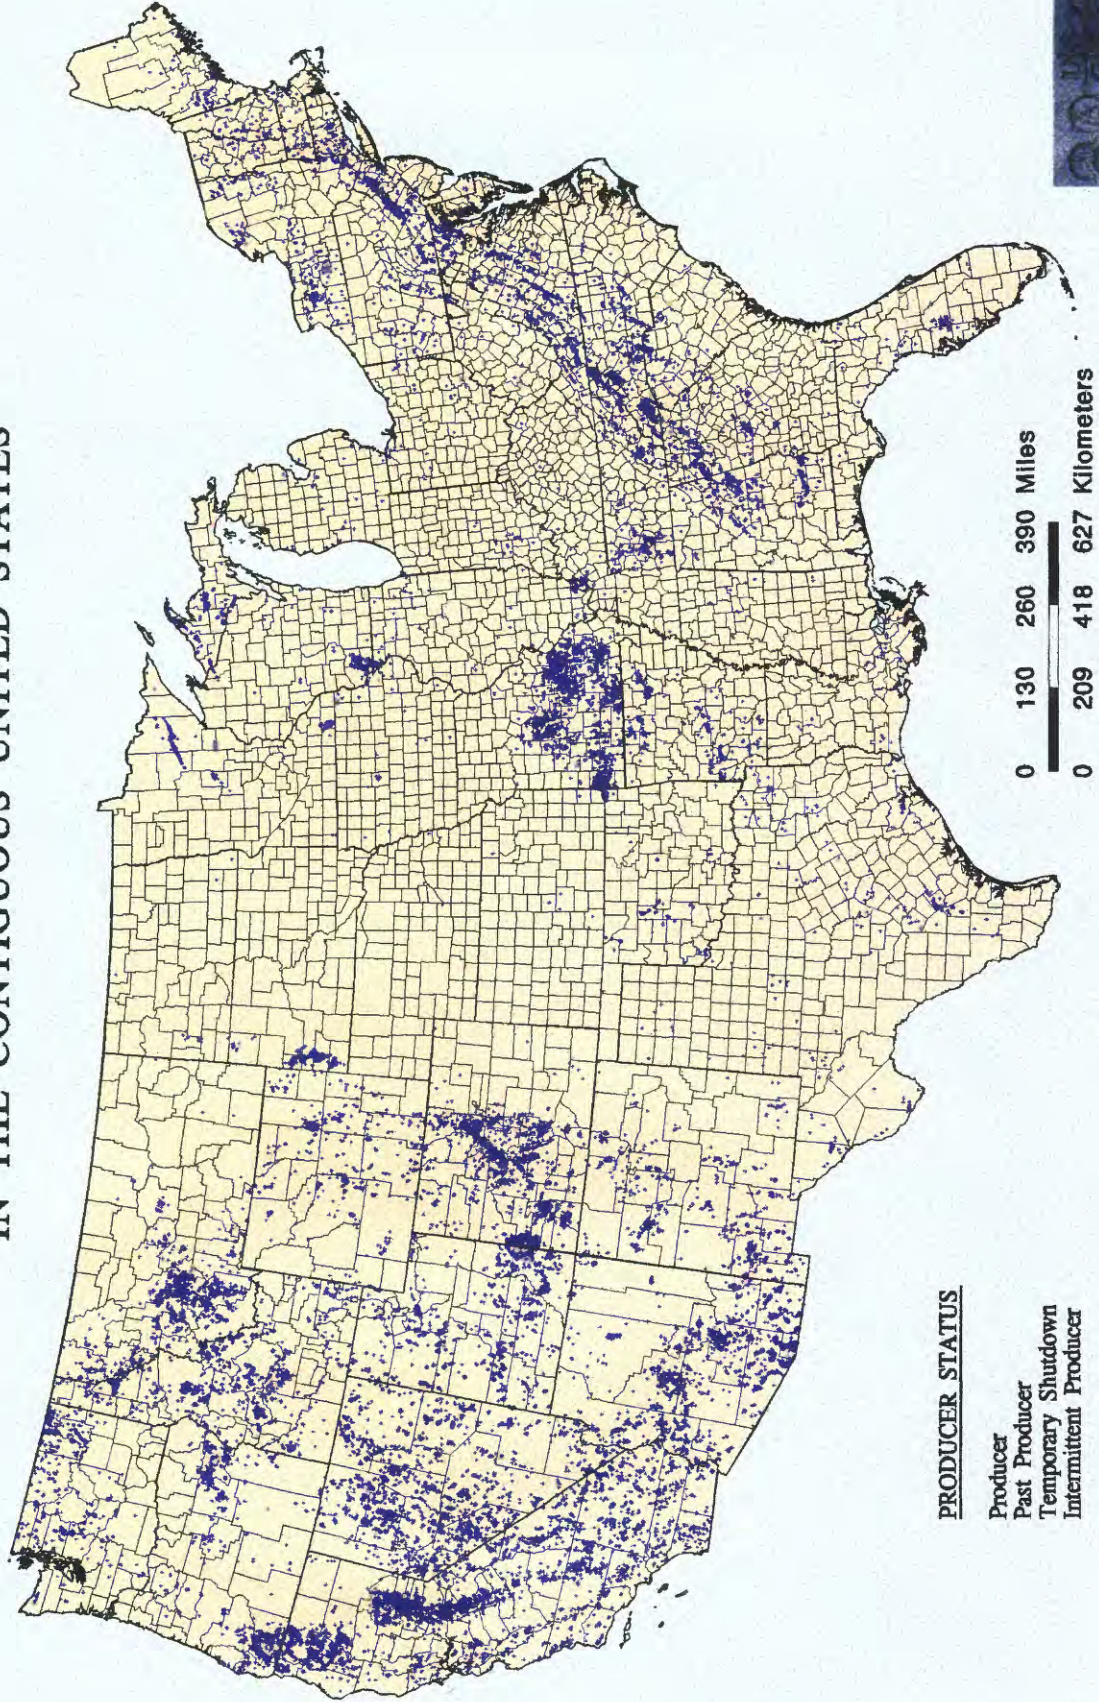 IN THE CONTIGUOUS UNITED STATES
PRODUCER STATUS
Producer
Past Producer
Temporary Shutdown
Intermittent Producer
0 130 260 390 Miles
0 209 418 627 Kilometers